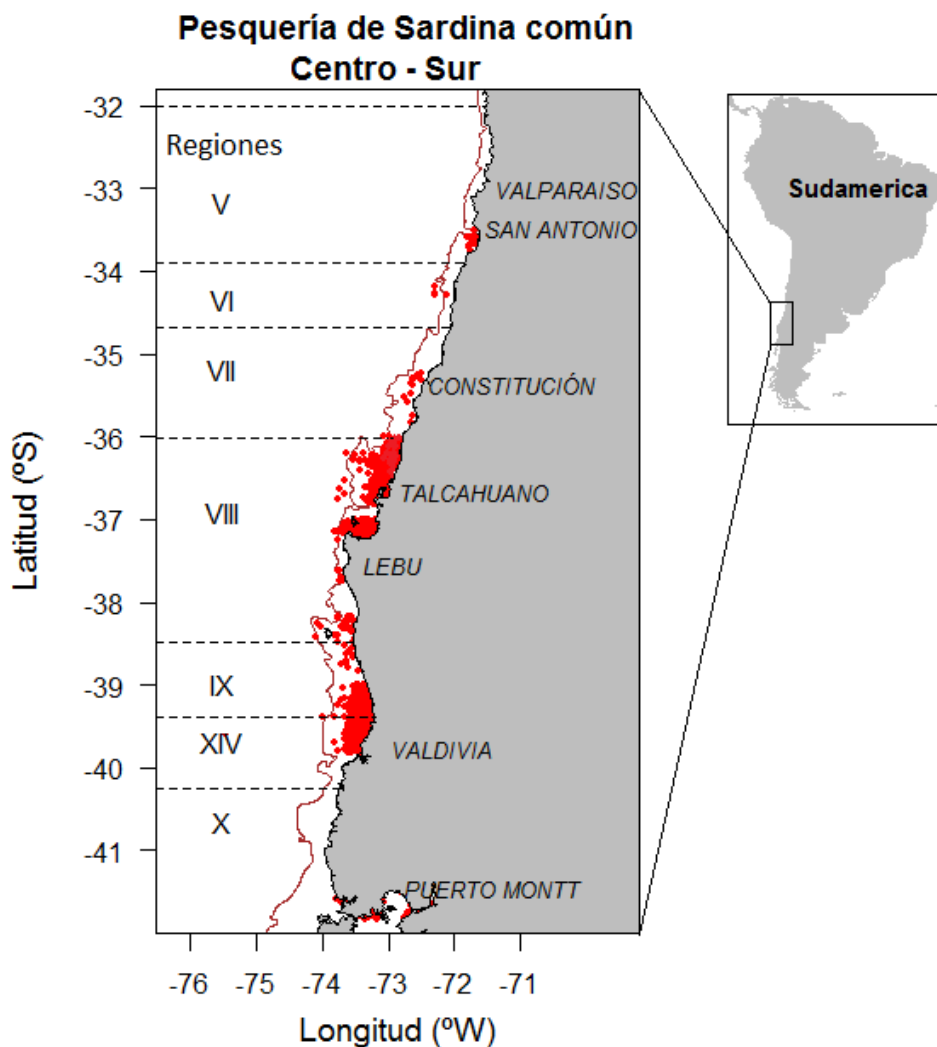 Pesquería de Sardina común
Centro - Sur
Sudamerica
Regiones
V
VI
VII
VIII
IX
XIV
X
VALPARAISO
SAN ANTONIO
CONSTITUCIÓN
TALCAHUANO
LEBU
VALDIVIA
PUERTO MONTT
Latitud (ºS)
-32
-33
-34
-35
-36
-37
-38
-39
-40
-41
-76 -75 -74 -73 -72 -71
Longitud (ºW)